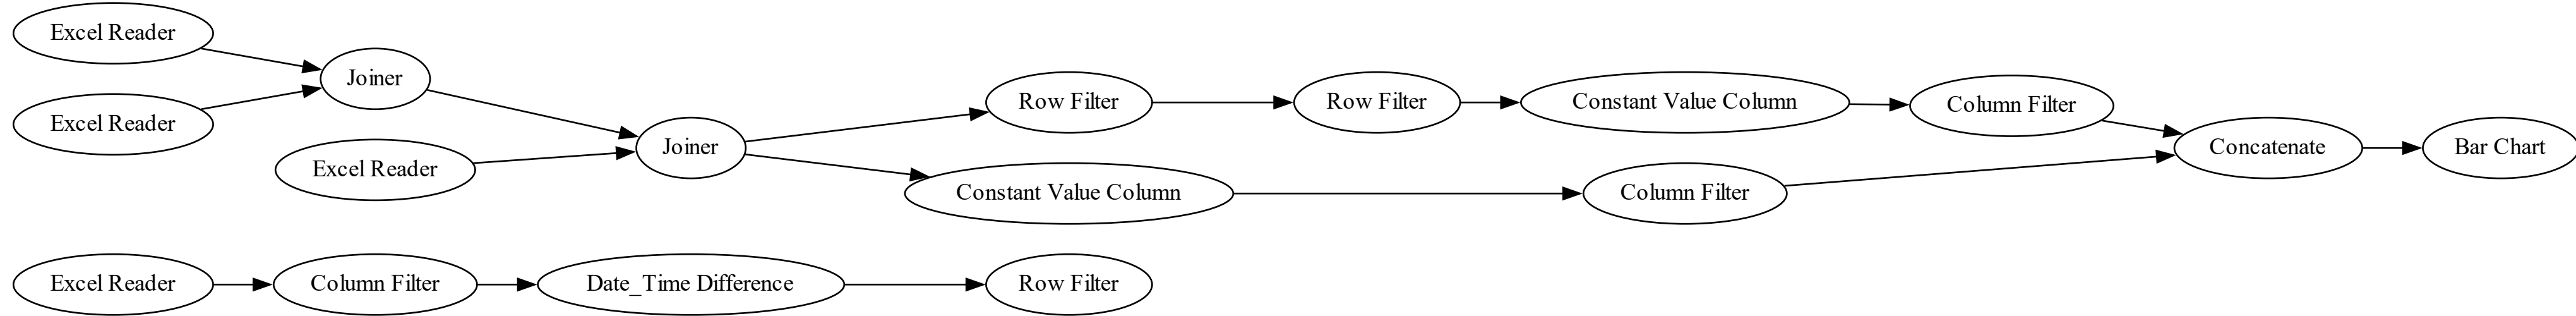 Excel Reader
Excel Reader
Joiner
Excel Reader
Joiner
Row Filter
Row Filter
Constant Value Column
Column Filter
Constant Value Column
Column Filter
Concatenate
Bar Chart
Excel Reader
Column Filter
Date_Time Difference
Row Filter